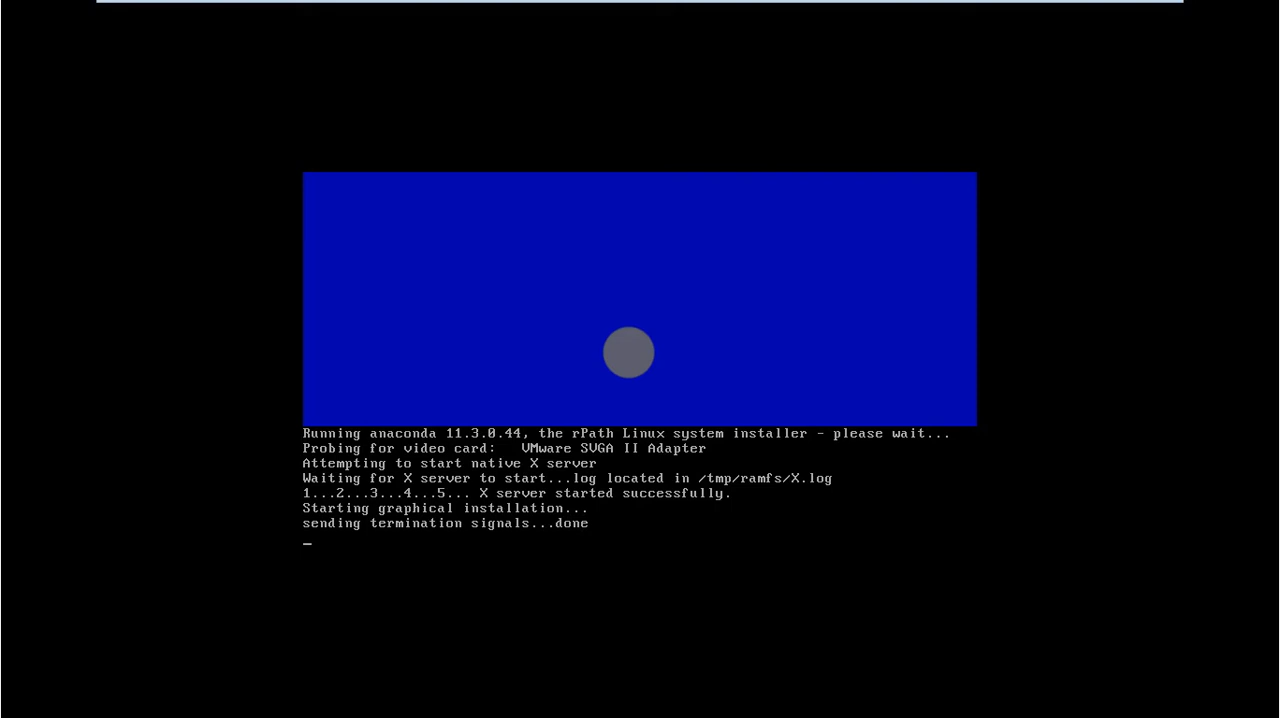 Running anaconda 11.3.0.44, the rPath Linux system installer - please wait...
Probing for video card:   VMware SVGA II Adapter
Attempting to start native X server
Waiting for X server to start...log located in /tmp/ramfs/X.log
1...2...3...4...5... X server started successfully.
Starting graphical installation...
sending termination signals...done
_